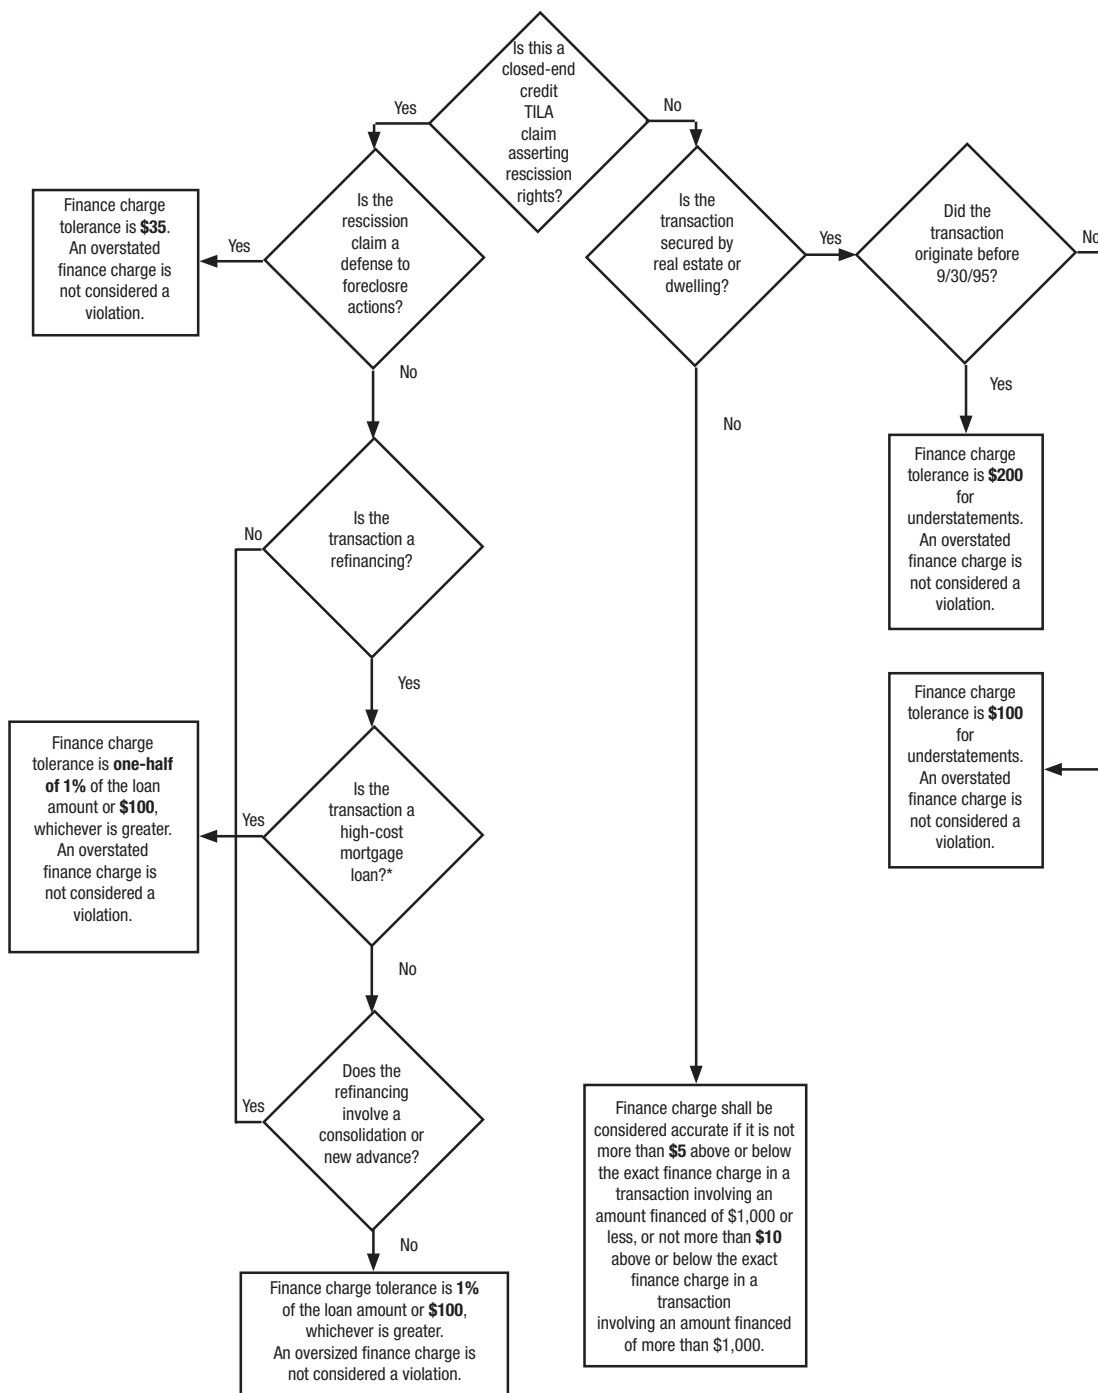 Is this a
closed-end
credit
TILA
claim
asserting
rescission
rights?
Yes
No
Is the
rescission
claim a
defense to
foreclosre
actions?
Yes
Finance charge
tolerance is $35.
An overstated
finance charge is
not considered a
violation.
No
Is the
transaction
secured by
real estate or
dwelling?
Yes
Did the
transaction
originate before
9/30/95?
No
Yes
Finance charge
tolerance is $200
for
understatements.
An overstated
finance charge is
not considered a
violation.
Finance charge
tolerance is $100
for
understatements.
An overstated
finance charge is
not considered a
violation.
No
Is the
transaction a
refinancing?
No
Yes
Is the
transaction a
high-cost
mortgage
loan?*
Yes
Finance charge
tolerance is one-half
of 1% of the loan
amount or $100,
whichever is greater.
An overstated
finance charge is
not considered a
violation.
No
Does the
refinancing
involve a
consolidation or
new advance?
Yes
No
Finance charge tolerance is 1%
of the loan amount or $100,
whichever is greater.
An oversized finance charge is
not considered a violation.
Finance charge shall be
considered accurate if it is not
more than $5 above or below
the exact finance charge in a
transaction involving an
amount financed of $1,000 or
less, or not more than $10
above or below the exact
finance charge in a
transaction
involving an amount financed
of more than $1,000.